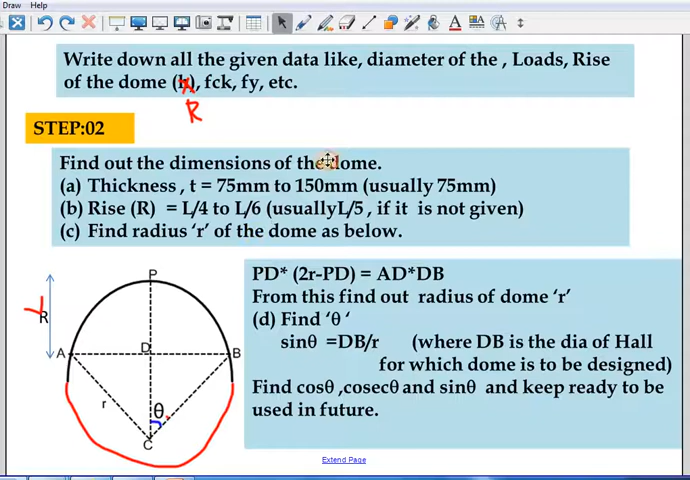 Draw Help
Write down all the given data like, diameter of the , Loads, Rise
of the dome (h), fck, fy, etc.
R
STEP:02
Find out the dimensions of the dome.
(a) Thickness , t = 75mm to 150mm (usually 75mm)
(b) Rise (R) = L/4 to L/6 (usuallyL/5 , if it is not given)
(c) Find radius ‘r’ of the dome as below.
P
R
A
D
B
r
θ
C
PD* (2r-PD) = AD*DB
From this find out radius of dome ‘r’
(d) Find ‘θ ‘
sinθ =DB/r (where DB is the dia of Hall
for which dome is to be designed)
Find cosθ ,cosecθ and sinθ and keep ready to be
used in future.
Extend Page